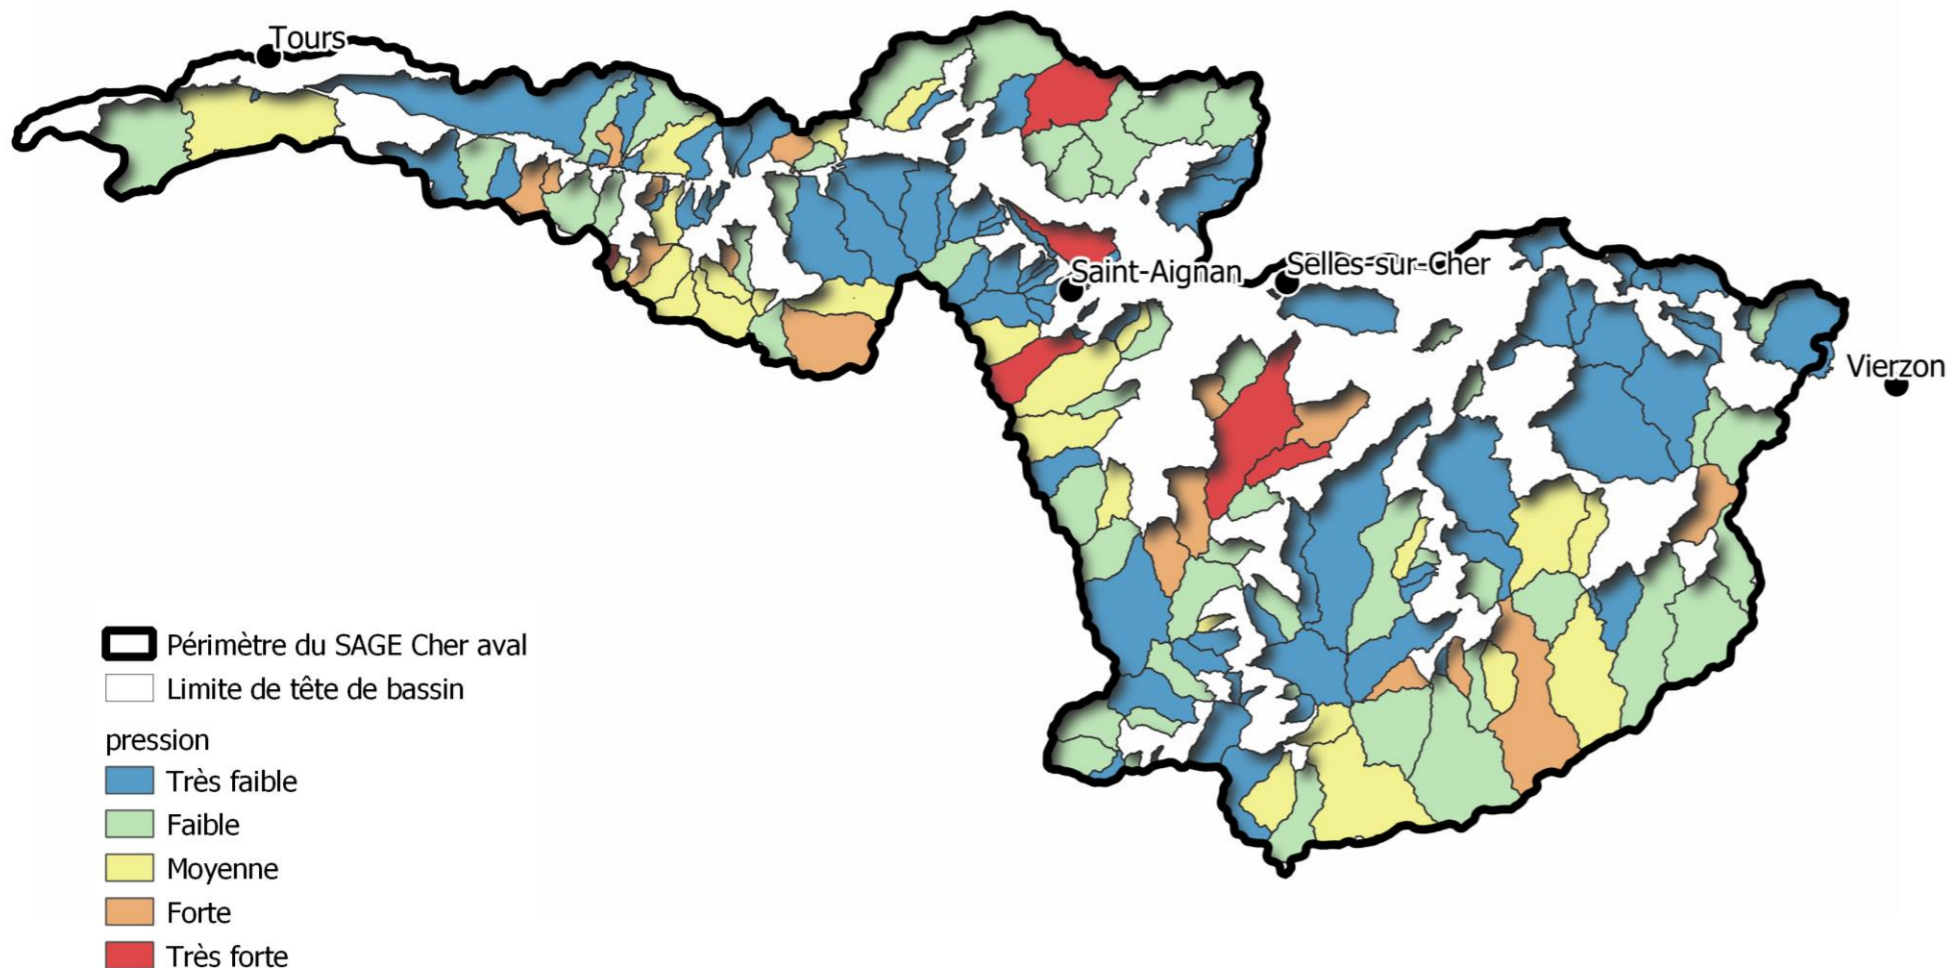 Tours
Saint-Aignan
Selles-sur-Cher
Vierzon
Périmètre du SAGE Cher aval
Limite de tête de bassin
pression
Très faible
Faible
Moyenne
Forte
Très forte